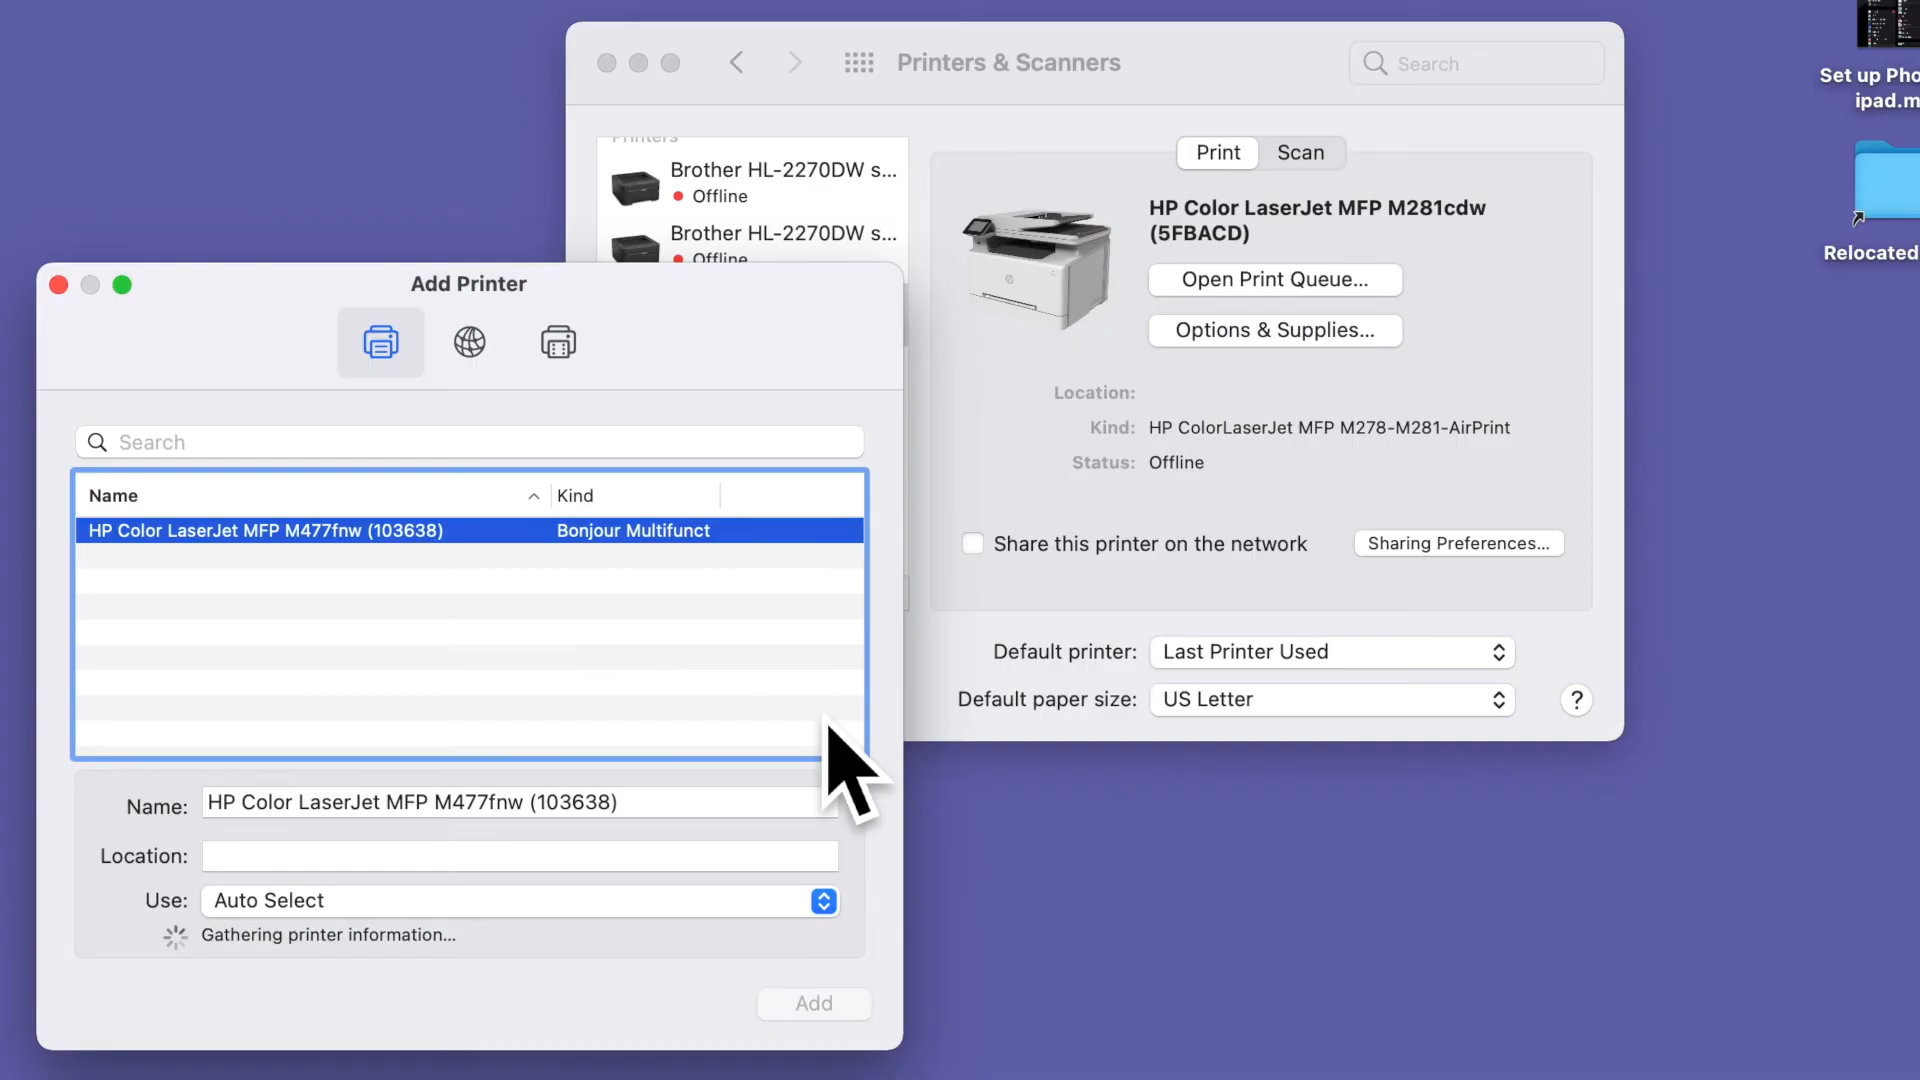 Printers & Scanners
Search
Set up Pho
ipad.m
Relocated
Printers
Brother HL-2270DW s...
Offline
Brother HL-2270DW s...
Offline
Print
Scan
HP Color LaserJet MFP M281cdw
(5FBACD)
Open Print Queue...
Options & Supplies...
Location:
Kind: HP ColorLaserJet MFP M278-M281-AirPrint
Status: Offline
Share this printer on the network
Sharing Preferences...
Default printer: Last Printer Used
Default paper size: US Letter
?
Add Printer
Search
Name
Kind
HP Color LaserJet MFP M477fnw (103638)
Bonjour Multifunct
Name: HP Color LaserJet MFP M477fnw (103638)
Location:
Use: Auto Select
Gathering printer information...
Add